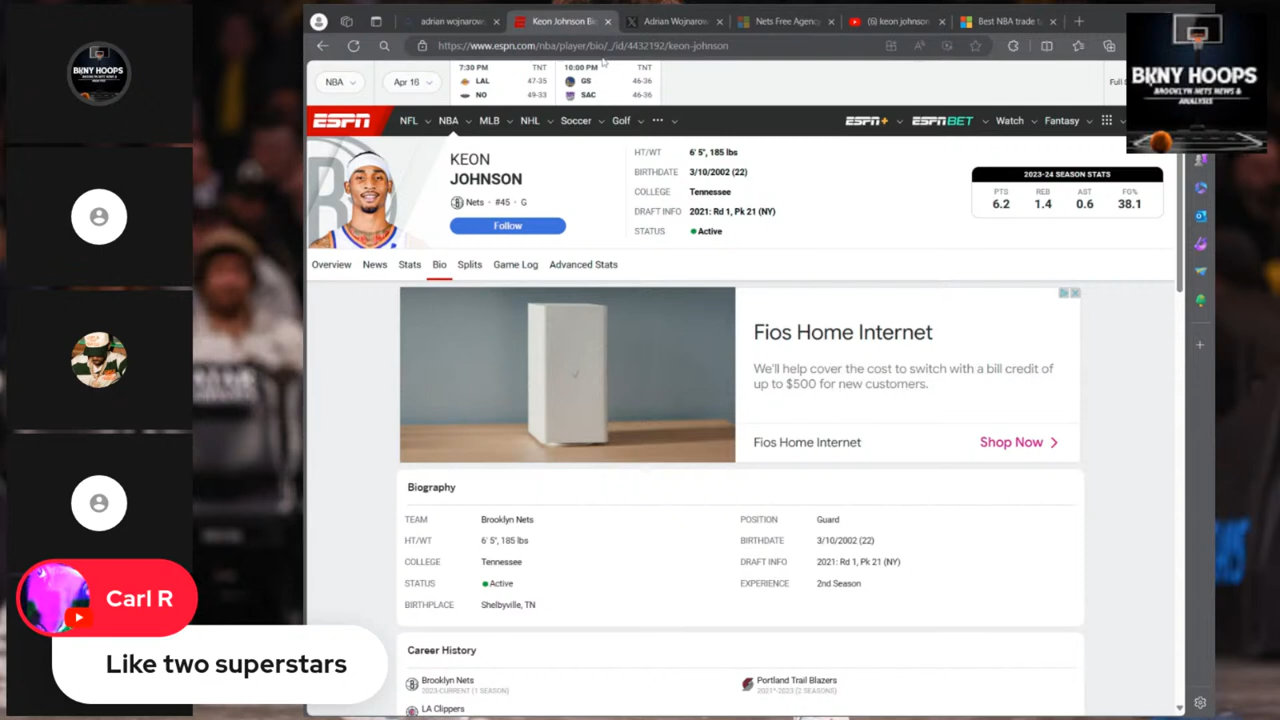 adrian wojnarows
Keon Johnson Bio
Adrian Wojnarow
Nets Free Agency
(6) keon johnson
Best NBA trade t
https://www.espn.com/nba/player/bio/_/id/4432192/keon-johnson
BKNY HOOPS
BKNY HOOPS
BROOKLYN NETS NEWS &
ANALYSIS
NBA
Apr 16
7:30 PM TNT
LAL 47-35
NO 49-33
10:00 PM TNT
GS 46-36
SAC 46-36
ESPN NFL NBA MLB NHL Soccer Golf ••• ESPN+ ESPN BET Watch Fantasy
KEON
JOHNSON
Nets • #45 • G
Follow
HT/WT 6' 5", 185 lbs
BIRTHDATE 3/10/2002 (22)
COLLEGE Tennessee
DRAFT INFO 2021: Rd 1, Pk 21 (NY)
STATUS Active
2023-24 SEASON STATS
PTS REB AST FG%
6.2 1.4 0.6 38.1
Overview News Stats Bio Splits Game Log Advanced Stats
Fios Home Internet
We'll help cover the cost to switch with a bill credit of
up to $500 for new customers.
Fios Home Internet Shop Now >
Biography
TEAM Brooklyn Nets
HT/WT 6' 5", 185 lbs
COLLEGE Tennessee
STATUS Active
BIRTHPLACE Shelbyville, TN
POSITION Guard
BIRTHDATE 3/10/2002 (22)
DRAFT INFO 2021: Rd 1, Pk 21 (NY)
EXPERIENCE 2nd Season
Career History
Brooklyn Nets
2023-CURRENT (1 SEASON)
Portland Trail Blazers
2021*-2023 (2 SEASONS)
LA Clippers
Carl R
Like two superstars